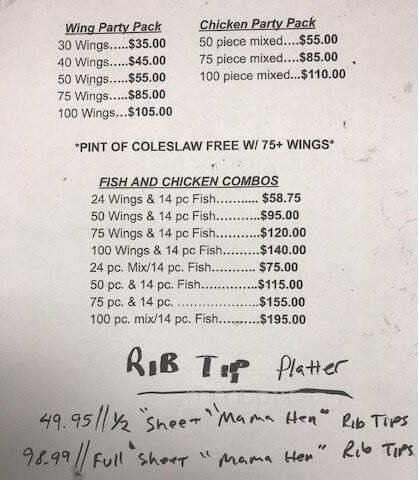 Wing Party Pack
30 Wings.....$35.00
40 Wings.....$45.00
50 Wings.....$55.00
75 Wings.....$85.00
100 Wings...$105.00
Chicken Party Pack
50 piece mixed....$55.00
75 piece mixed....$85.00
100 piece mixed...$110.00
*PINT OF COLESLAW FREE W/ 75+ WINGS*
FISH AND CHICKEN COMBOS
24 Wings & 14 pc Fish........... $58.75
50 Wings & 14 pc Fish..........$95.00
75 Wings & 14 pc Fish..........$120.00
100 Wings & 14 pc Fish........$140.00
24 pc. Mix/14 pc. Fish........... $75.00
50 pc. & 14 pc. Fish.............$115.00
75 pc. & 14 pc. ....................$155.00
100 pc. mix/14 pc. Fish........$195.00
RIB TIP Platter
49.95//½ "Sheet" "Mama Hen" Rib Tips
98.99//Full "Sheet" "Mama Hen" Rib Tips